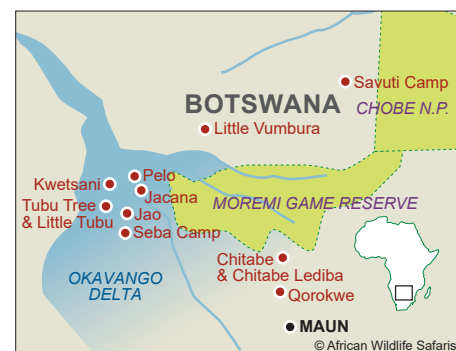 Savuti Camp
BOTSWANA
CHOBE N.P.
Little Vumbura
Pelo
Kwetsani
Jacana
Tubu Tree
& Little Tubu
Jao
MOREMI GAME RESERVE
Seba Camp
Chitabe
& Chitabe Lediba
OKAVANGO
DELTA
Qorokwe
MAUN
© African Wildlife Safaris